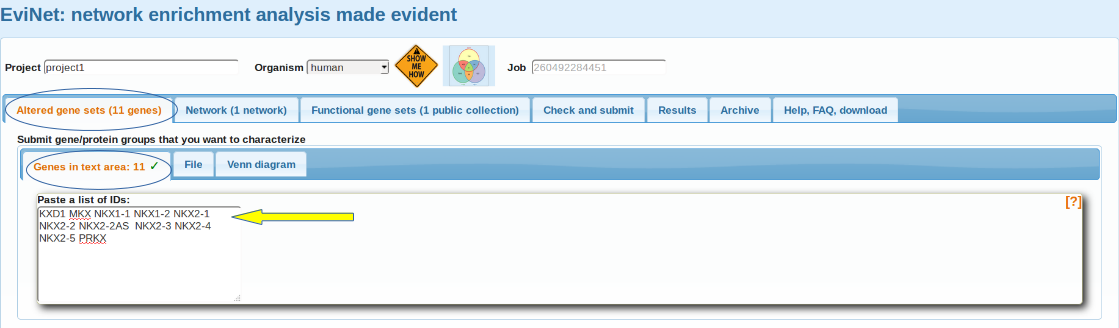 EviNet: network enrichment analysis made evident
Project project1 Organism human SHOW ME HOW Job 260492284451
Altered gene sets (11 genes) Network (1 network) Functional gene sets (1 public collection) Check and submit Results Archive Help, FAQ, download
Submit gene/protein groups that you want to characterize
Genes in text area: 11 ✓ File Venn diagram
Paste a list of IDs: [?]
KXD1 MKX NKX1-1 NKX1-2 NKX2-1
NKX2-2 NKX2-2AS NKX2-3 NKX2-4
NKX2-5 PRKX